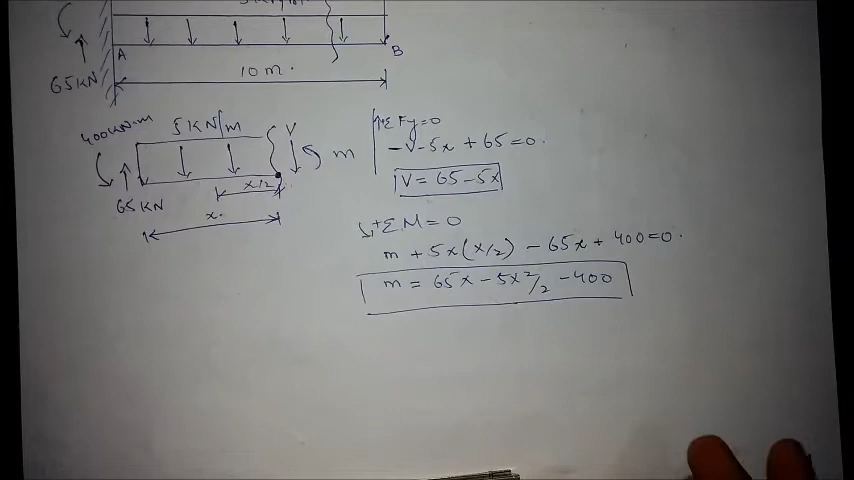 A
B
65KN
10 m.
400KN-m
5KN/m
V
m
x/2
65KN
x.
↑+ΣFy=0
-V-5x+65=0.
V=65-5x
+ΣM=0
m+5x(x/2)-65x+400=0.
m=65x-5x²/2-400